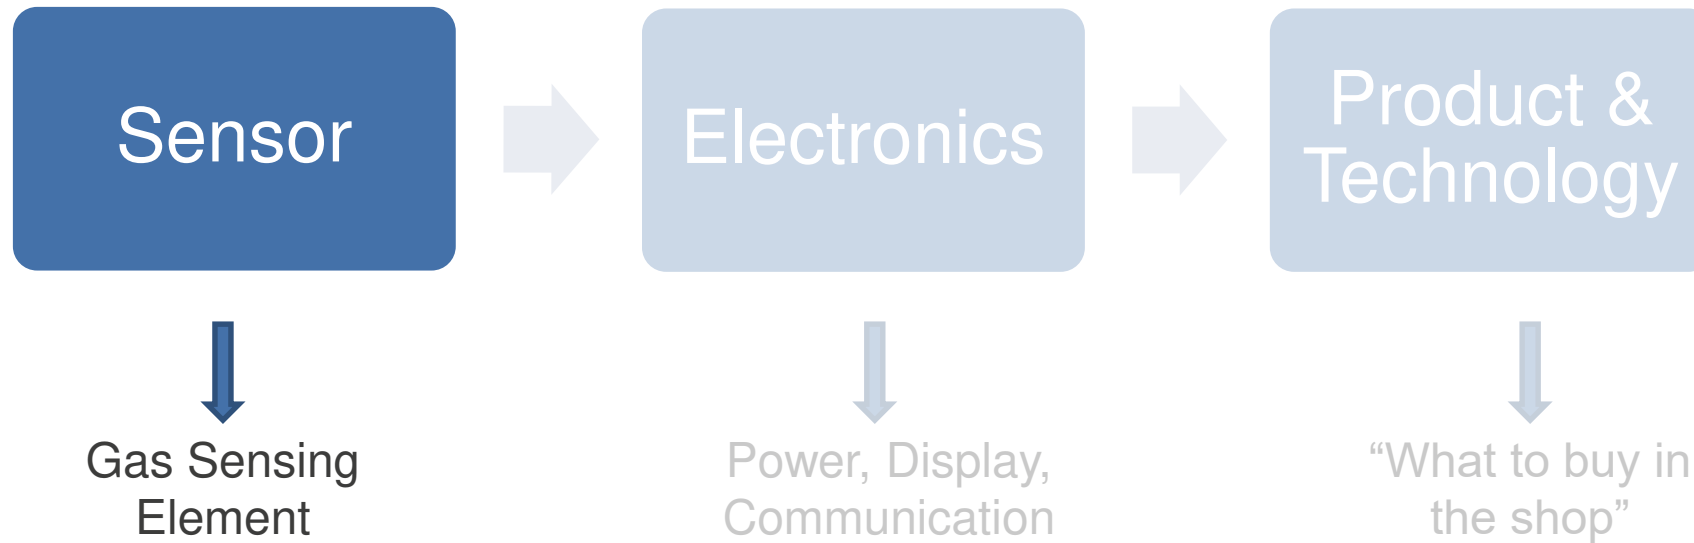 Sensor
Electronics
Product &
Technology
Gas Sensing
Element
Power, Display,
Communication
“What to buy in
the shop”